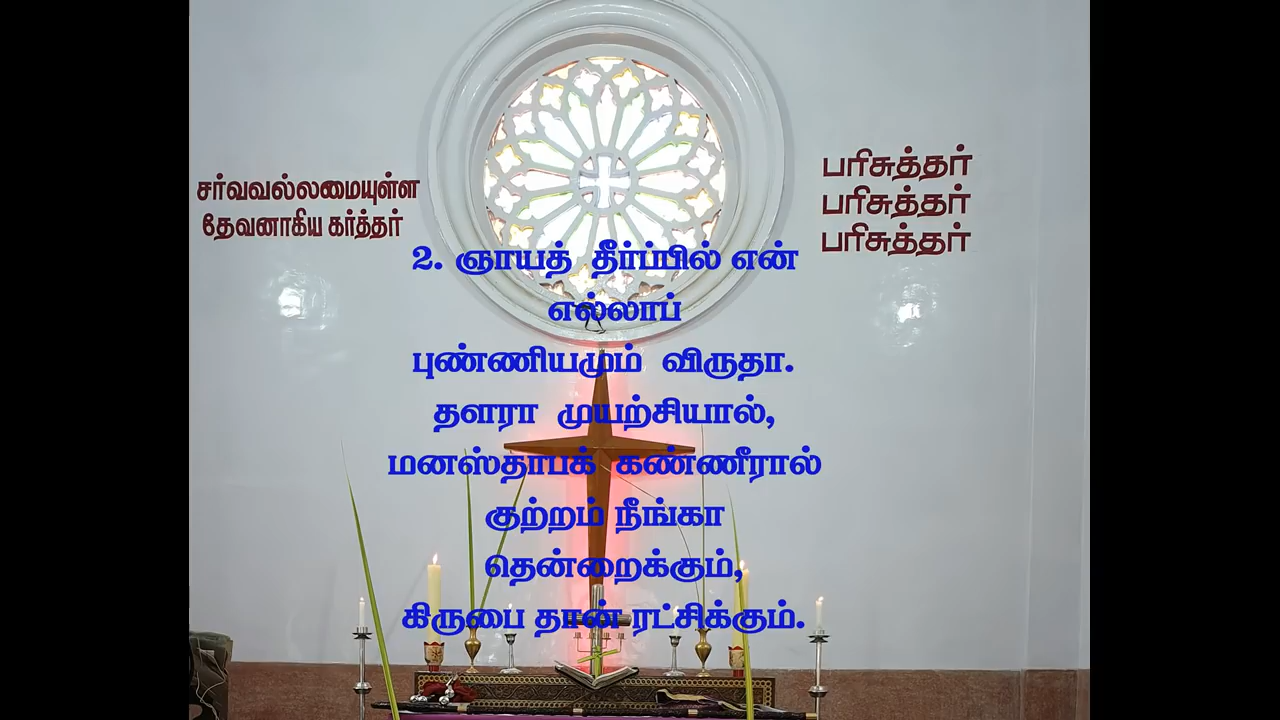 சர்வவல்லமையுள்ள
தேவனாகிய கர்த்தர்
பரிசுத்தர்
பரிசுத்தர்
பரிசுத்தர்
2. ஞாயத் தீர்ப்பில் என்
எல்லாப்
புண்ணியமும் விருதா.
தளரா முயற்சியால்,
மனஸ்தாபக் கண்ணீரால்
குற்றம் நீங்கா
தென்றைக்கும்,
கிருபை தான் ரட்சிக்கும்.